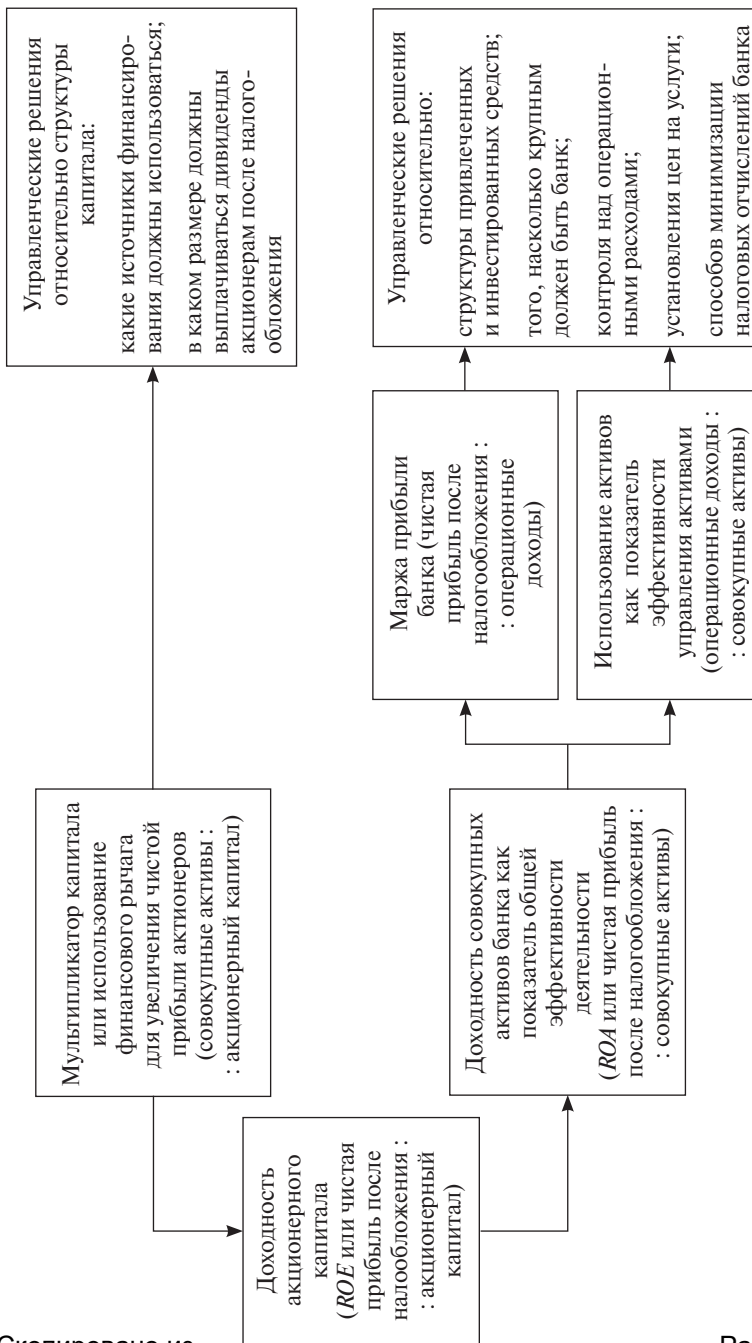 Доходность
акционерного
капитала
(ROE или чистая
прибыль после
налообложения :
: акционерный
капитал)
Мультипликатор капитала
или использование
финансового рычага
для увеличения чистой
прибыли актионеров
(совокупные активы :
: акционерный капитал)
Управленческие решения
относительно структуры
капитала:
какие источники финансиро-
вания должны использоваться;
в каком размере должны
выплачиваться дивиденды
акционерам после налого-
обложения
Доходность совокупных
активов банка как
показатель общей
эффективности
деятельности
(ROA или чистая прибыль
после налогообложения :
: совокупные активы)
Маржа прибыли
банка (чистая
прибыль после
налогообложения :
: операционные
доходы)
Использование активов
как показатель
эффективности
управления активами
(операционные доходы :
: совокупные активы)
Управленческие решения
относительно:
структуры привлеченных
и инвестированных средств;
того, насколько крупным
должен быть банк;
контроля над операцион-
ными расходами;
установления цен на услуги;
способов минимизации
налоговых отчислений банка